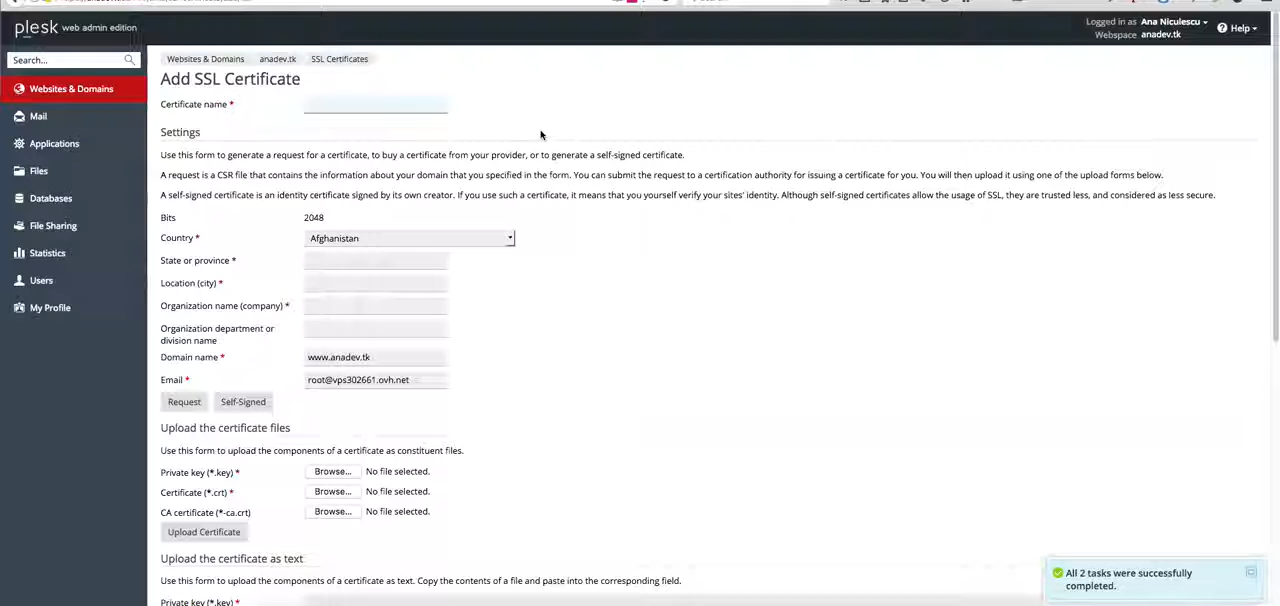 plesk web admin edition
Logged in as Ana Niculescu
Help
Webspace anadev.tk
Search...
Websites & Domains
Mail
Applications
Files
Databases
File Sharing
Statistics
Users
My Profile
Websites & Domains anadev.tk SSL Certificates
Add SSL Certificate
Certificate name *
Settings
Use this form to generate a request for a certificate, to buy a certificate from your provider, or to generate a self-signed certificate.
A request is a CSR file that contains the information about your domain that you specified in the form. You can submit the request to a certification authority for issuing a certificate for you. You will then upload it using one of the upload forms below.
A self-signed certificate is an identity certificate signed by its own creator. If you use such a certificate, it means that you yourself verify your sites' identity. Although self-signed certificates allow the usage of SSL, they are trusted less, and considered as less secure.
Bits 2048
Country * Afghanistan
State or province *
Location (city) *
Organization name (company) *
Organization department or
division name
Domain name * www.anadev.tk
Email * root@vps302661.ovh.net
Request Self-Signed
Upload the certificate files
Use this form to upload the components of a certificate as constituent files.
Private key (*.key) * Browse... No file selected.
Certificate (*.crt) * Browse... No file selected.
CA certificate (*-ca.crt) Browse... No file selected.
Upload Certificate
Upload the certificate as text
Use this form to upload the components of a certificate as text. Copy the contents of a file and paste into the corresponding field.
Private key (*.key) *
All 2 tasks were successfully
completed.